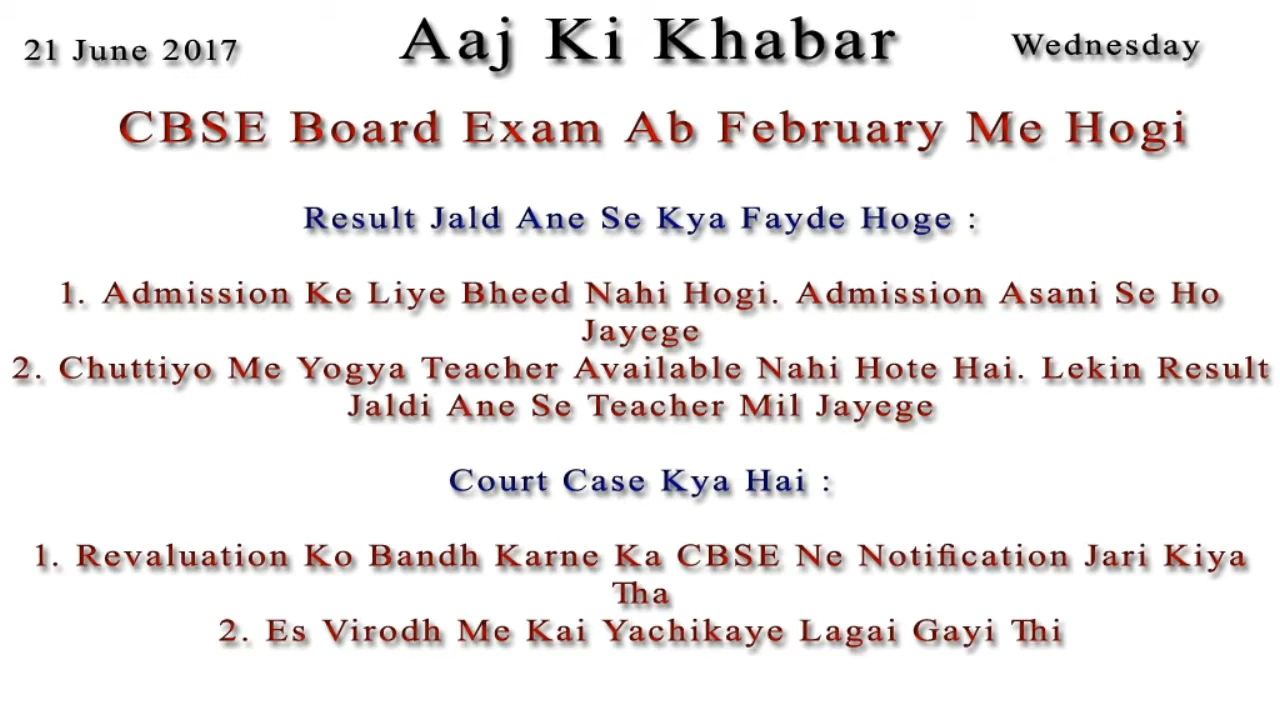 21 June 2017 Aaj Ki Khabar Wednesday
CBSE Board Exam Ab February Me Hogi
Result Jald Ane Se Kya Fayde Hoge :
1. Admission Ke Liye Bheed Nahi Hogi. Admission Asani Se Ho
Jayege
2. Chuttiyo Me Yogya Teacher Available Nahi Hote Hai. Lekin Result
Jaldi Ane Se Teacher Mil Jayege
Court Case Kya Hai :
1. Revaluation Ko Bandh Karne Ka CBSE Ne Notification Jari Kiya
Tha
2. Es Virodh Me Kai Yachikaye Lagai Gayi Thi